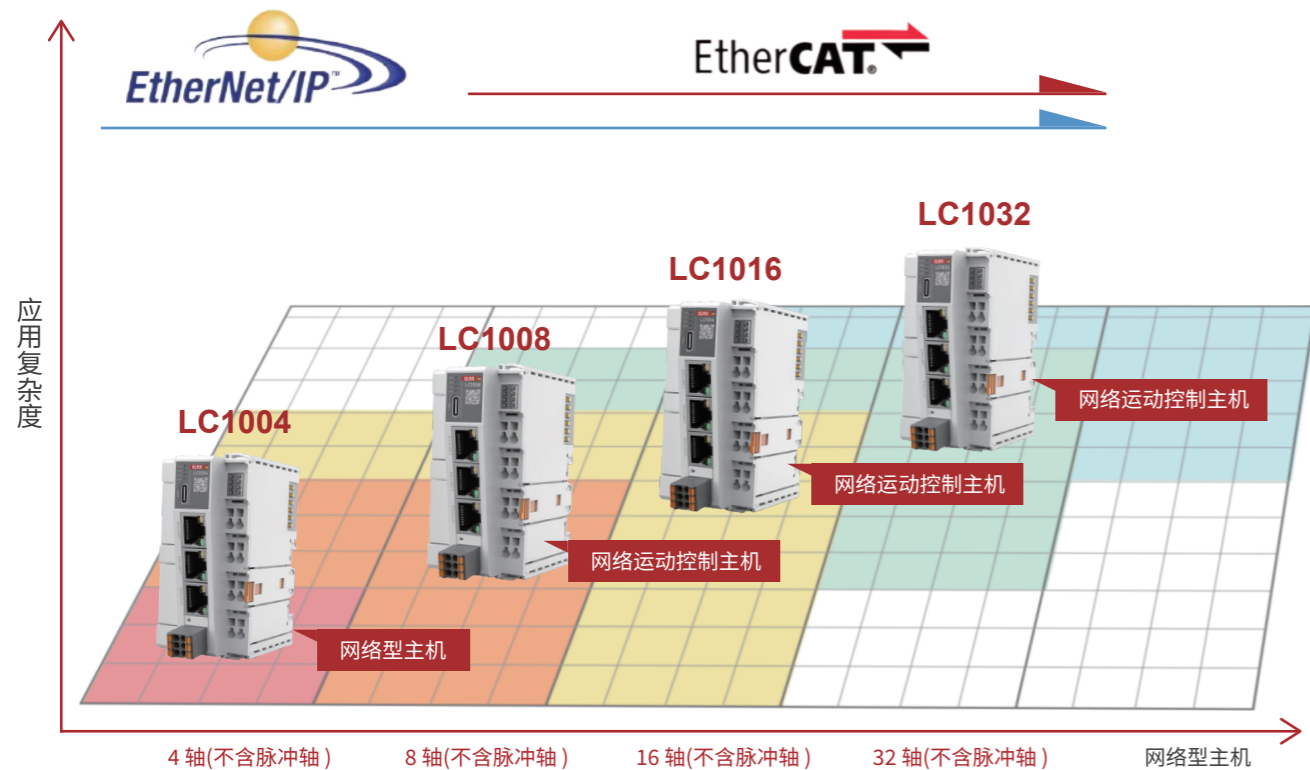 EtherNet/IP™
EtherCAT®
LC1032
LC1016
LC1008
LC1004
应用复杂度
网络运动控制主机
网络运动控制主机
网络运动控制主机
网络型主机
4 轴(不含脉冲轴 )
8 轴(不含脉冲轴 )
16 轴(不含脉冲轴 )
32 轴(不含脉冲轴 )
网络型主机